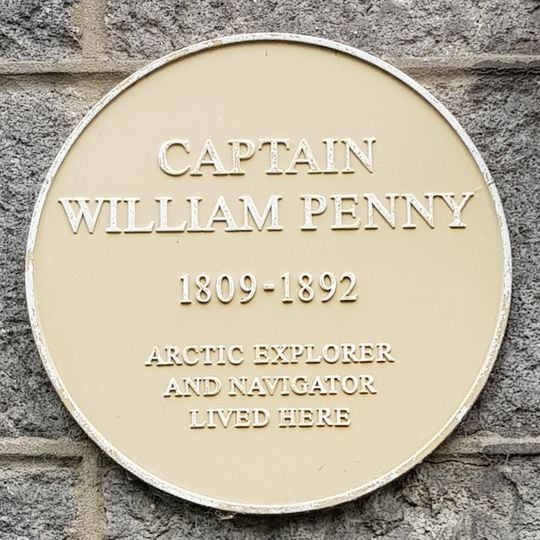 CAPTAIN
WILLIAM PENNY
1809-1892
ARCTIC EXPLORER
AND NAVIGATOR
LIVED HERE